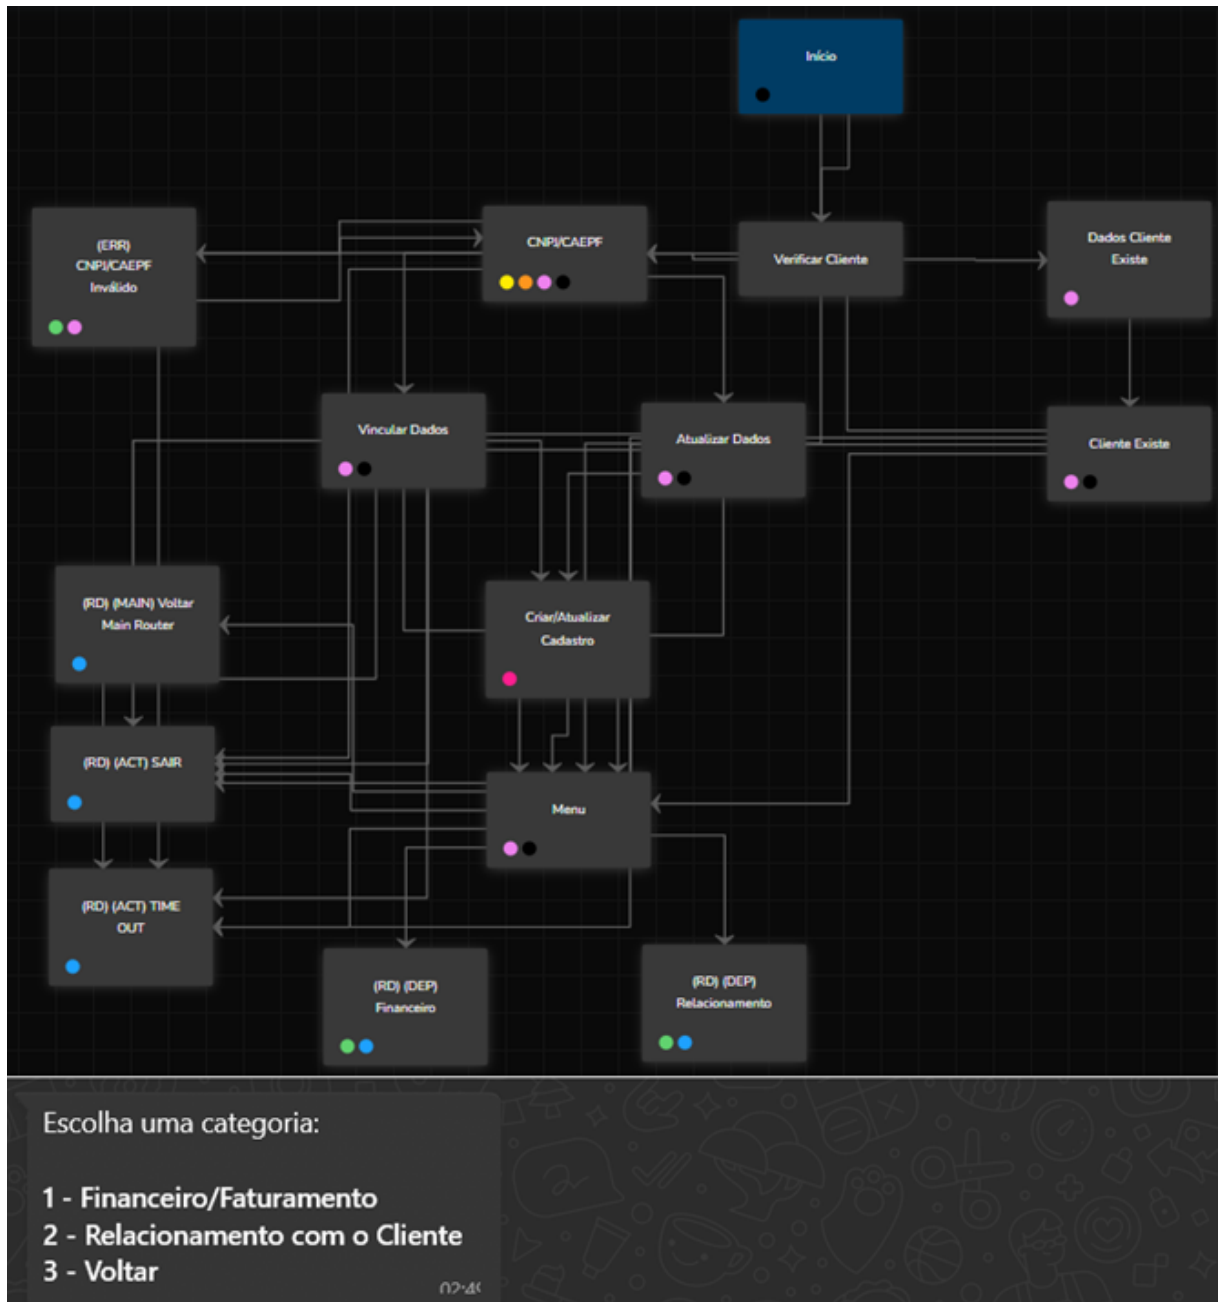 Início
(ERR)
CNPJ/CAEPF
Inválido
CNPJ/CAEPF
Verificar Cliente
Dados Cliente
Existe
Vincular Dados
Atualizar Dados
Cliente Existe
(RD) (MAIN) Voltar
Main Router
Criar/Atualizar
Cadastro
(RD) (ACT) SAIR
Menu
(RD) (ACT) TIME
OUT
(RD) (DEP)
Financeiro
(RD) (DEP)
Relacionamento
Escolha uma categoria:
1 - Financeiro/Faturamento
2 - Relacionamento com o Cliente
3 - Voltar